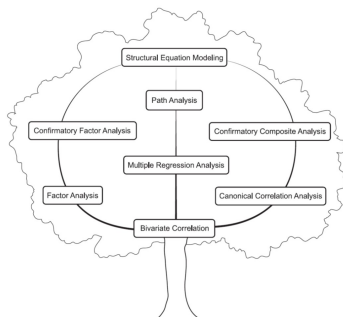 Structural Equation Modeling
Path Analysis
Confirmatory Factor Analysis
Confirmatory Composite Analysis
Multiple Regression Analysis
Factor Analysis
Canonical Correlation Analysis
Bivariate Correlation